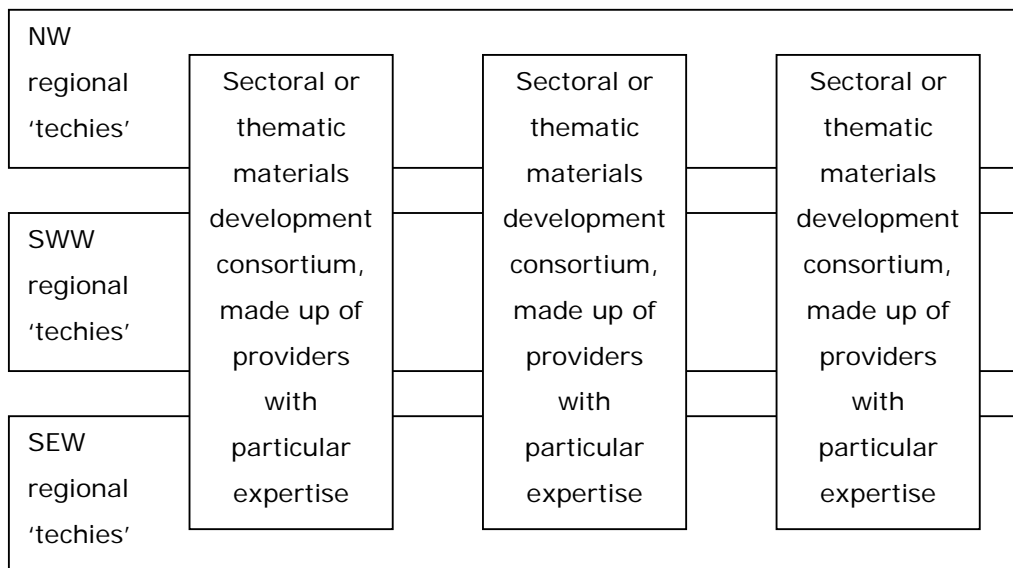 NW
regional
‘techies’
SWW
regional
‘techies’
SEW
regional
‘techies’
Sectoral or
thematic
materials
development
consortium,
made up of
providers
with
particular
expertise
Sectoral or
thematic
materials
development
consortium,
made up of
providers
with
particular
expertise
Sectoral or
thematic
materials
development
consortium,
made up of
providers
with
particular
expertise